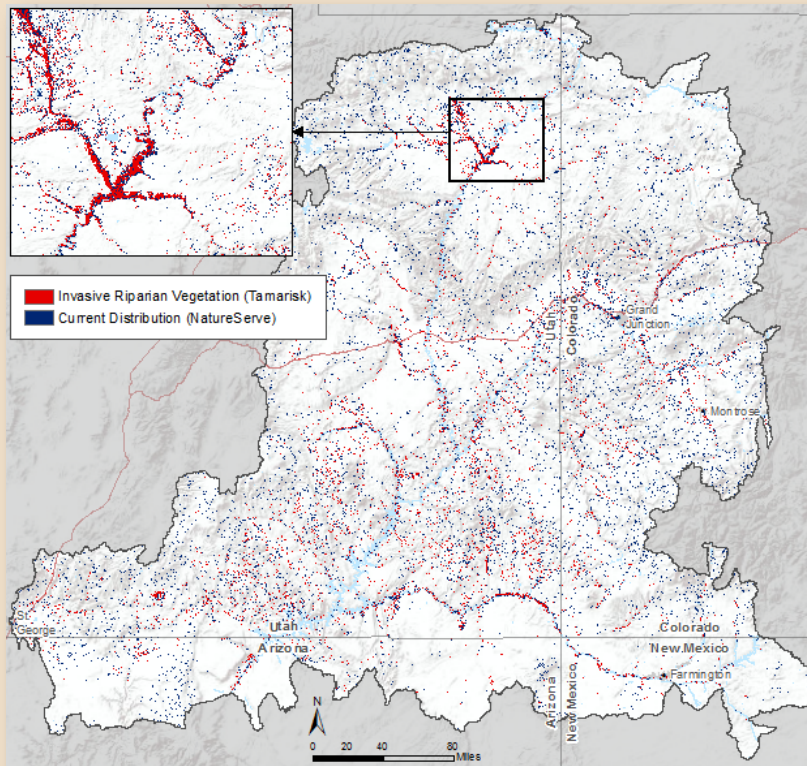 Invasive Riparian Vegetation (Tamarisk)
Current Distribution (NatureServe)
Utah
Colorado
Grand
Junction
Montrose
St.
George
Utah
Arizona
Colorado
New Mexico
Farmington
Arizona
New Mexico
N
0 20 40 80
Miles